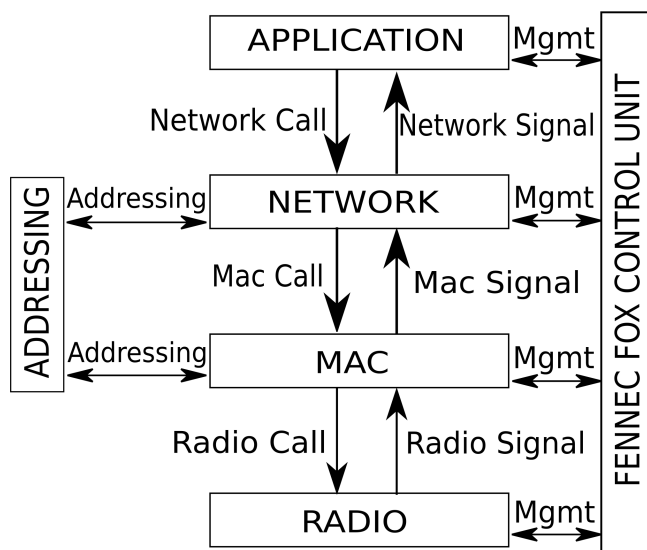 APPLICATION
Mgmt
Network Call
Network Signal
Addressing
NETWORK
Mgmt
ADDRESSING
FENNEC FOX CONTROL UNIT
Mac Call
Mac Signal
Addressing
MAC
Mgmt
Radio Call
Radio Signal
RADIO
Mgmt